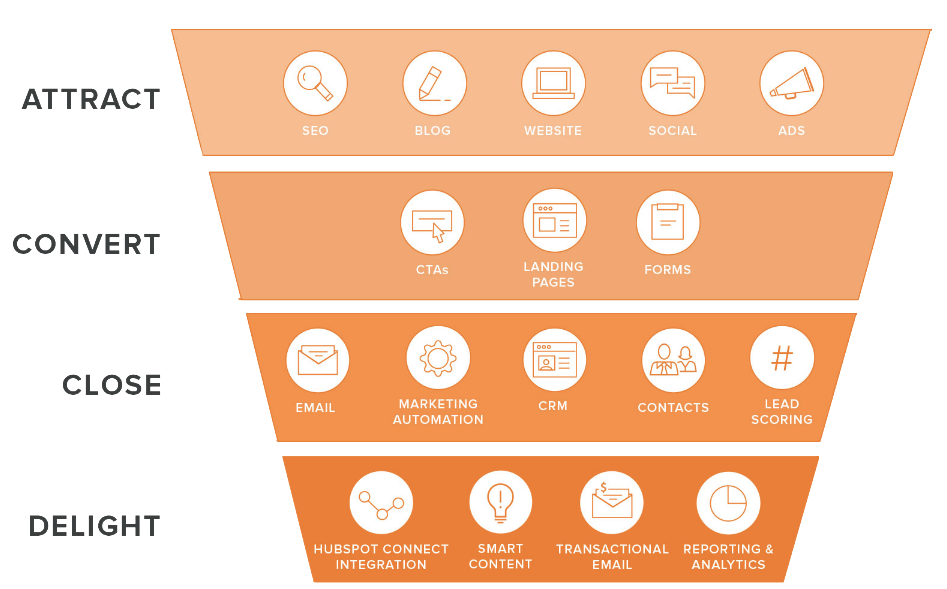 ATTRACT
SEO
BLOG
WEBSITE
SOCIAL
ADS
CONVERT
CTAs
LANDING
PAGES
FORMS
CLOSE
EMAIL
MARKETING
AUTOMATION
CRM
CONTACTS
#
LEAD
SCORING
DELIGHT
HUBSPOT CONNECT
INTEGRATION
SMART
CONTENT
$
TRANSACTIONAL
EMAIL
REPORTING &
ANALYTICS